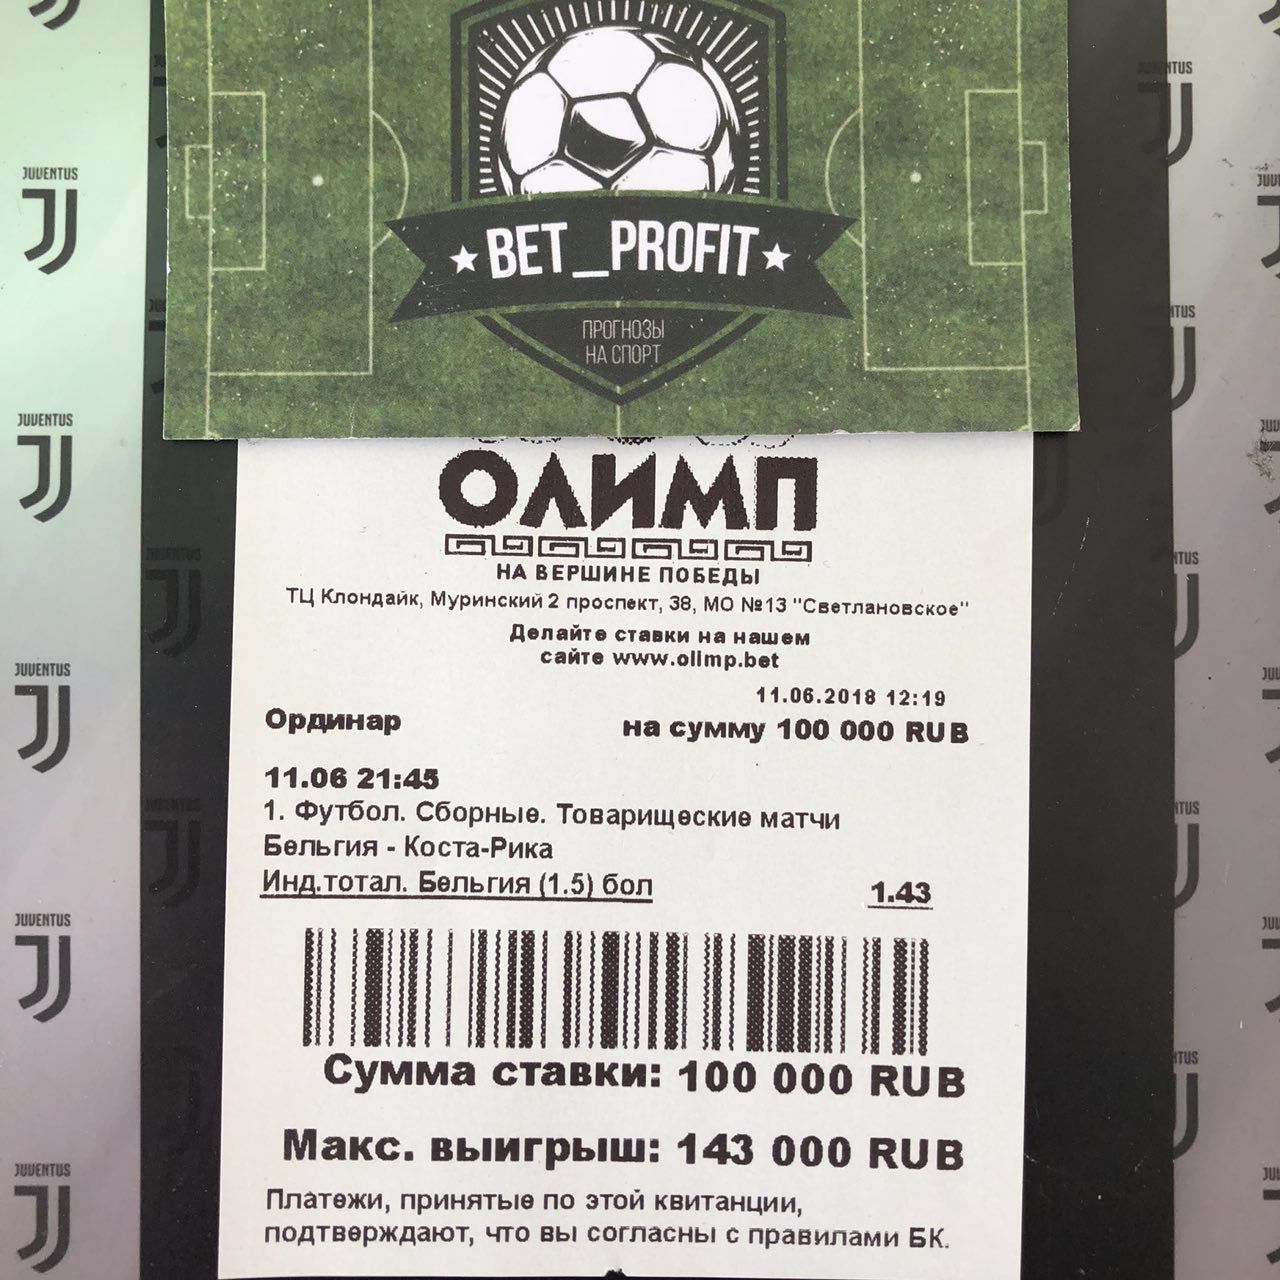 BET_PROFIT
ПРОГНОЗЫ
НА СПОРТ
ОЛИМП
НА ВЕРШИНЕ ПОБЕДЫ
ТЦ Клондайк, Муринский 2 проспект, 38, МО №13 "Светлановское"
Делайте ставки на нашем
сайте www.olimp.bet
11.06.2018 12:19
Ординар на сумму 100 000 RUB
11.06 21:45
1. Футбол. Сборные. Товарищеские матчи
Бельгия - Коста-Рика
Инд.тотал. Бельгия (1.5) бол 1.43
Сумма ставки: 100 000 RUB
Макс. выигрыш: 143 000 RUB
Платежи, принятые по этой квитанции,
подтверждают, что вы согласны с правилами БК.
JUVENTUS
JUVENTUS
JUVENTUS
JUVENTUS
JUVENTUS